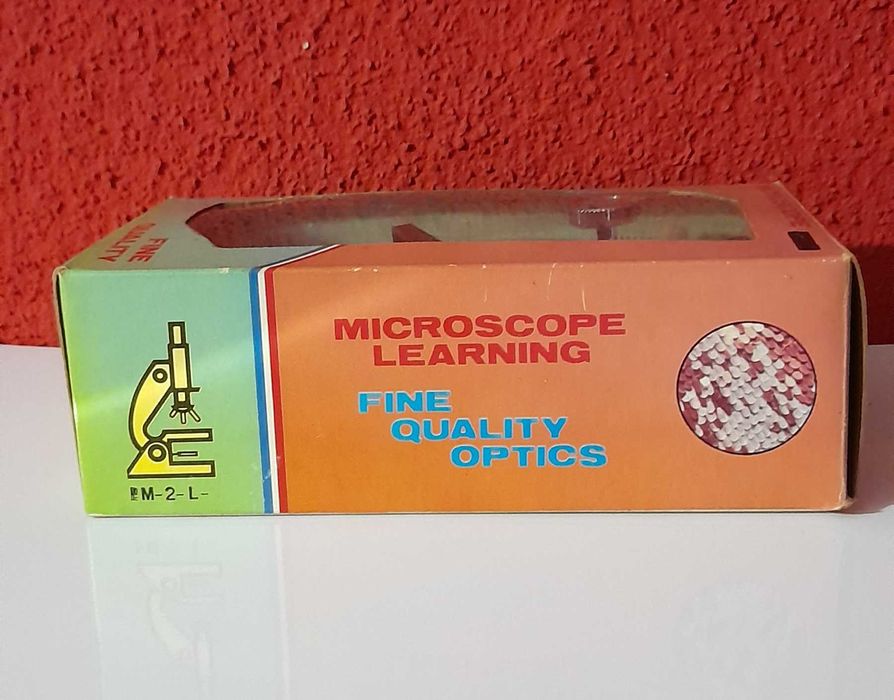 FINE
QUALITY
MICROSCOPE
LEARNING
FINE
QUALITY
OPTICS
M-2-L-